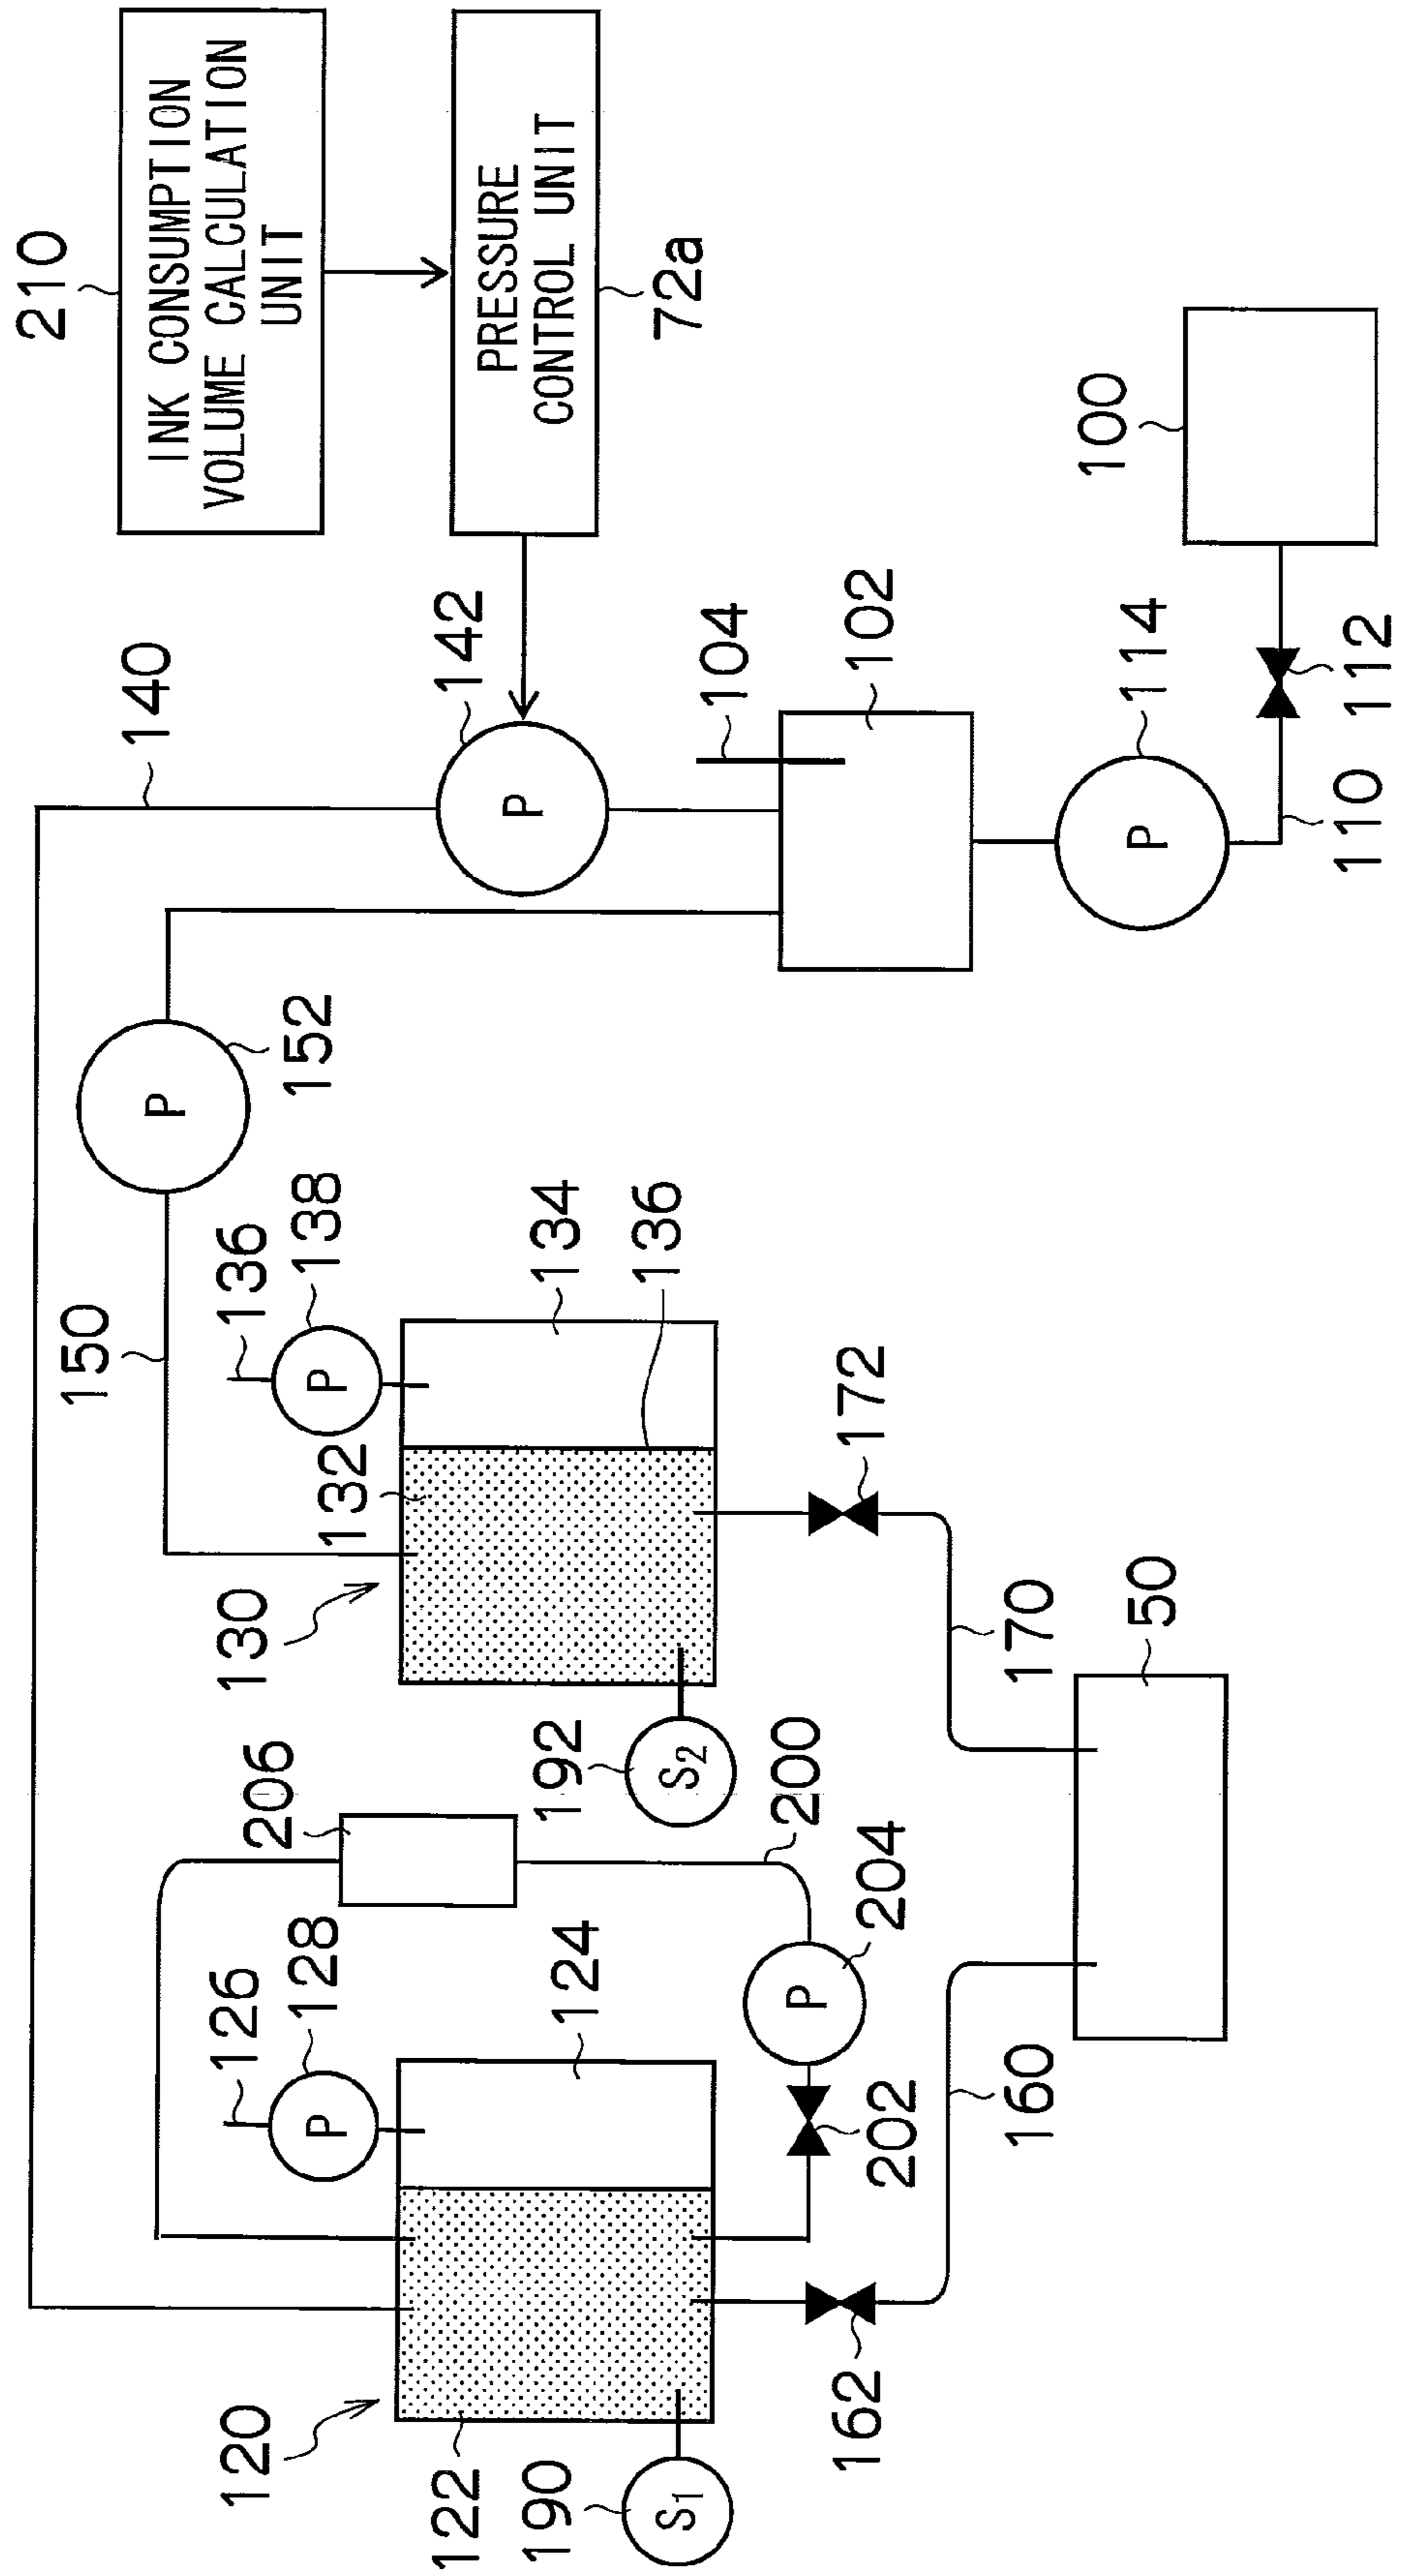 210
INK CONSUMPTION
VOLUME CALCULATION
UNIT
140
150
P
152
PRESSURE
CONTROL UNIT
72a
142
P
120
126
128
P
206
130
136
138
P
132
122
124
134
136
190
S1
192
S2
104
102
200
P
204
202
162
172
160
170
50
100
114
P
112
110